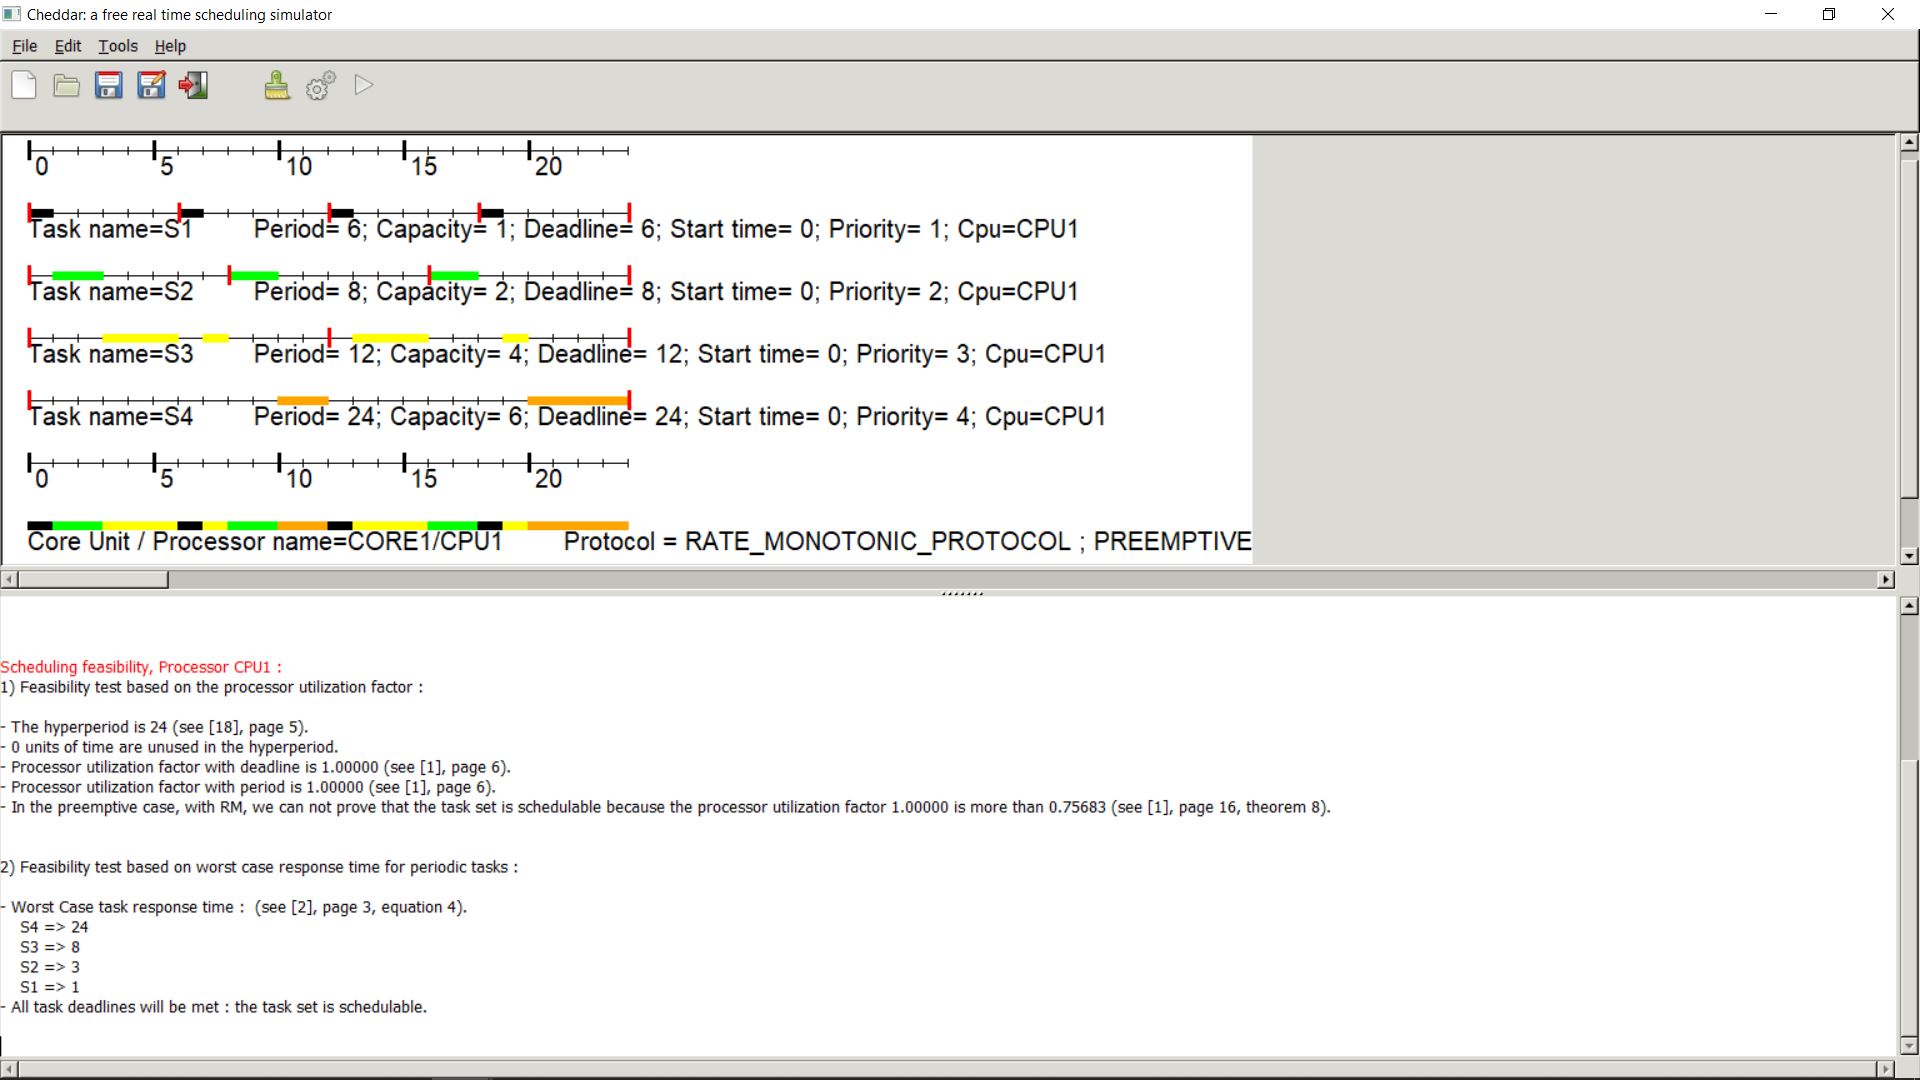 Cheddar: a free real time scheduling simulator
File Edit Tools Help
0 5 10 15 20
Task name=S1 Period= 6; Capacity= 1; Deadline= 6; Start time= 0; Priority= 1; Cpu=CPU1
Task name=S2 Period= 8; Capacity= 2; Deadline= 8; Start time= 0; Priority= 2; Cpu=CPU1
Task name=S3 Period= 12; Capacity= 4; Deadline= 12; Start time= 0; Priority= 3; Cpu=CPU1
Task name=S4 Period= 24; Capacity= 6; Deadline= 24; Start time= 0; Priority= 4; Cpu=CPU1
0 5 10 15 20
Core Unit / Processor name=CORE1/CPU1 Protocol = RATE_MONOTONIC_PROTOCOL ; PREEMPTIVE
Scheduling feasibility, Processor CPU1 :
1) Feasibility test based on the processor utilization factor :
- The hyperperiod is 24 (see [18], page 5).
- 0 units of time are unused in the hyperperiod.
- Processor utilization factor with deadline is 1.00000 (see [1], page 6).
- Processor utilization factor with period is 1.00000 (see [1], page 6).
- In the preemptive case, with RM, we can not prove that the task set is schedulable because the processor utilization factor 1.00000 is more than 0.75683 (see [1], page 16, theorem 8).
2) Feasibility test based on worst case response time for periodic tasks :
- Worst Case task response time : (see [2], page 3, equation 4).
S4 => 24
S3 => 8
S2 => 3
S1 => 1
- All task deadlines will be met : the task set is schedulable.